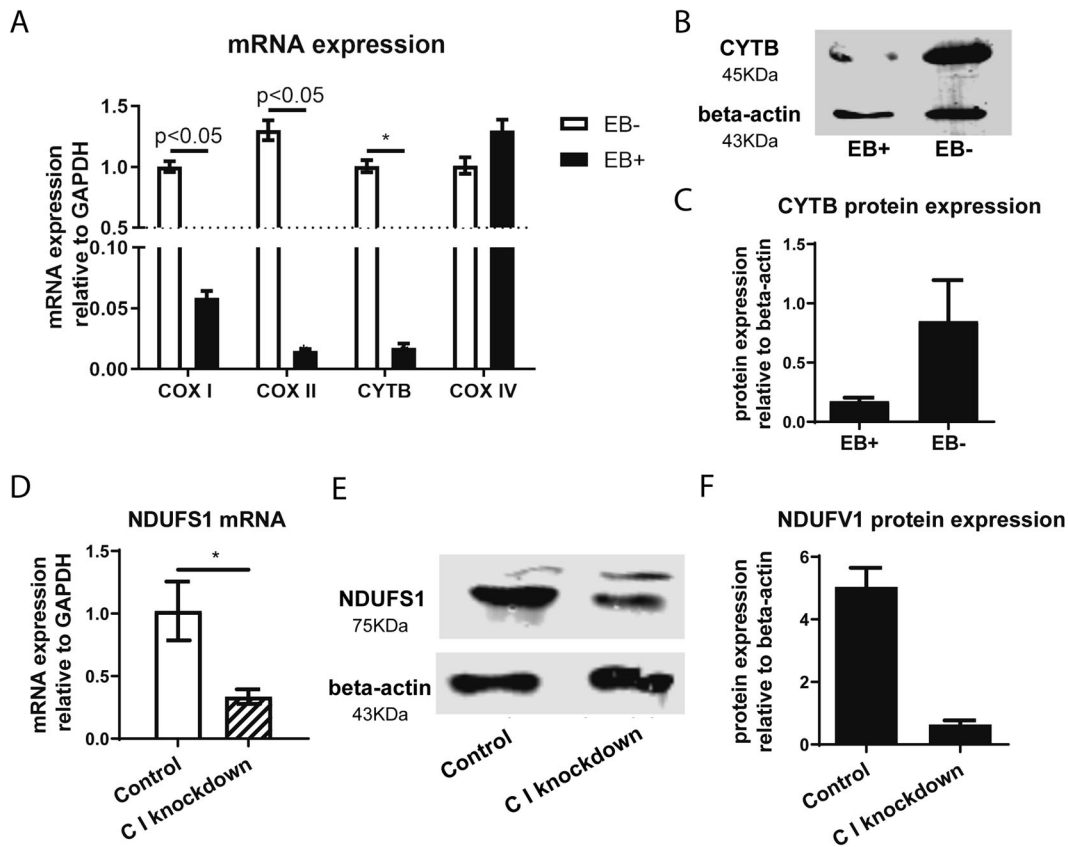 A
mRNA expression
mRNA expression
relative to GAPDH
1.5
1.0
0.5
0.10
0.05
0.00
p<0.05
p<0.05
*
EB-
EB+
COX I
COX II
CYTB
COX IV
B
CYTB
45KDa
beta-actin
43KDa
EB+
EB-
C
CYTB protein expression
protein expression
relative to beta-actin
1.5
1.0
0.5
0.0
EB+
EB-
D
NDUFS1 mRNA
mRNA expression
relative to GAPDH
1.5
1.0
0.5
0.0
*
Control
C I knockdown
E
NDUFS1
75KDa
beta-actin
43KDa
Control
C I knockdown
F
NDUFV1 protein expression
protein expression
relative to beta-actin
6
4
2
0
Control
C I knockdown